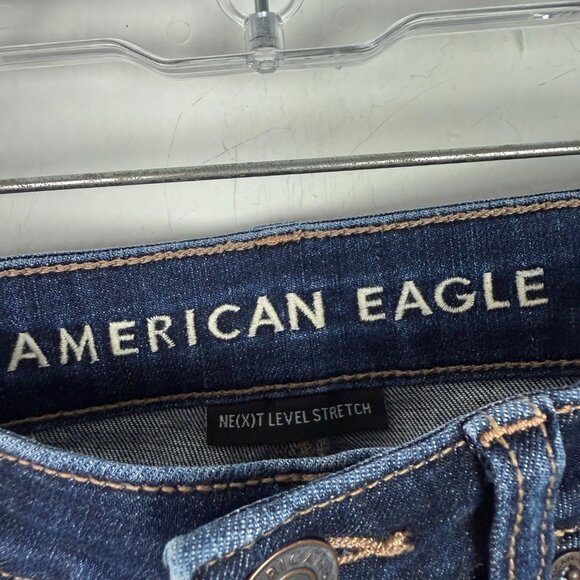 AMERICAN EAGLE
NE(X)T LEVEL STRETCH